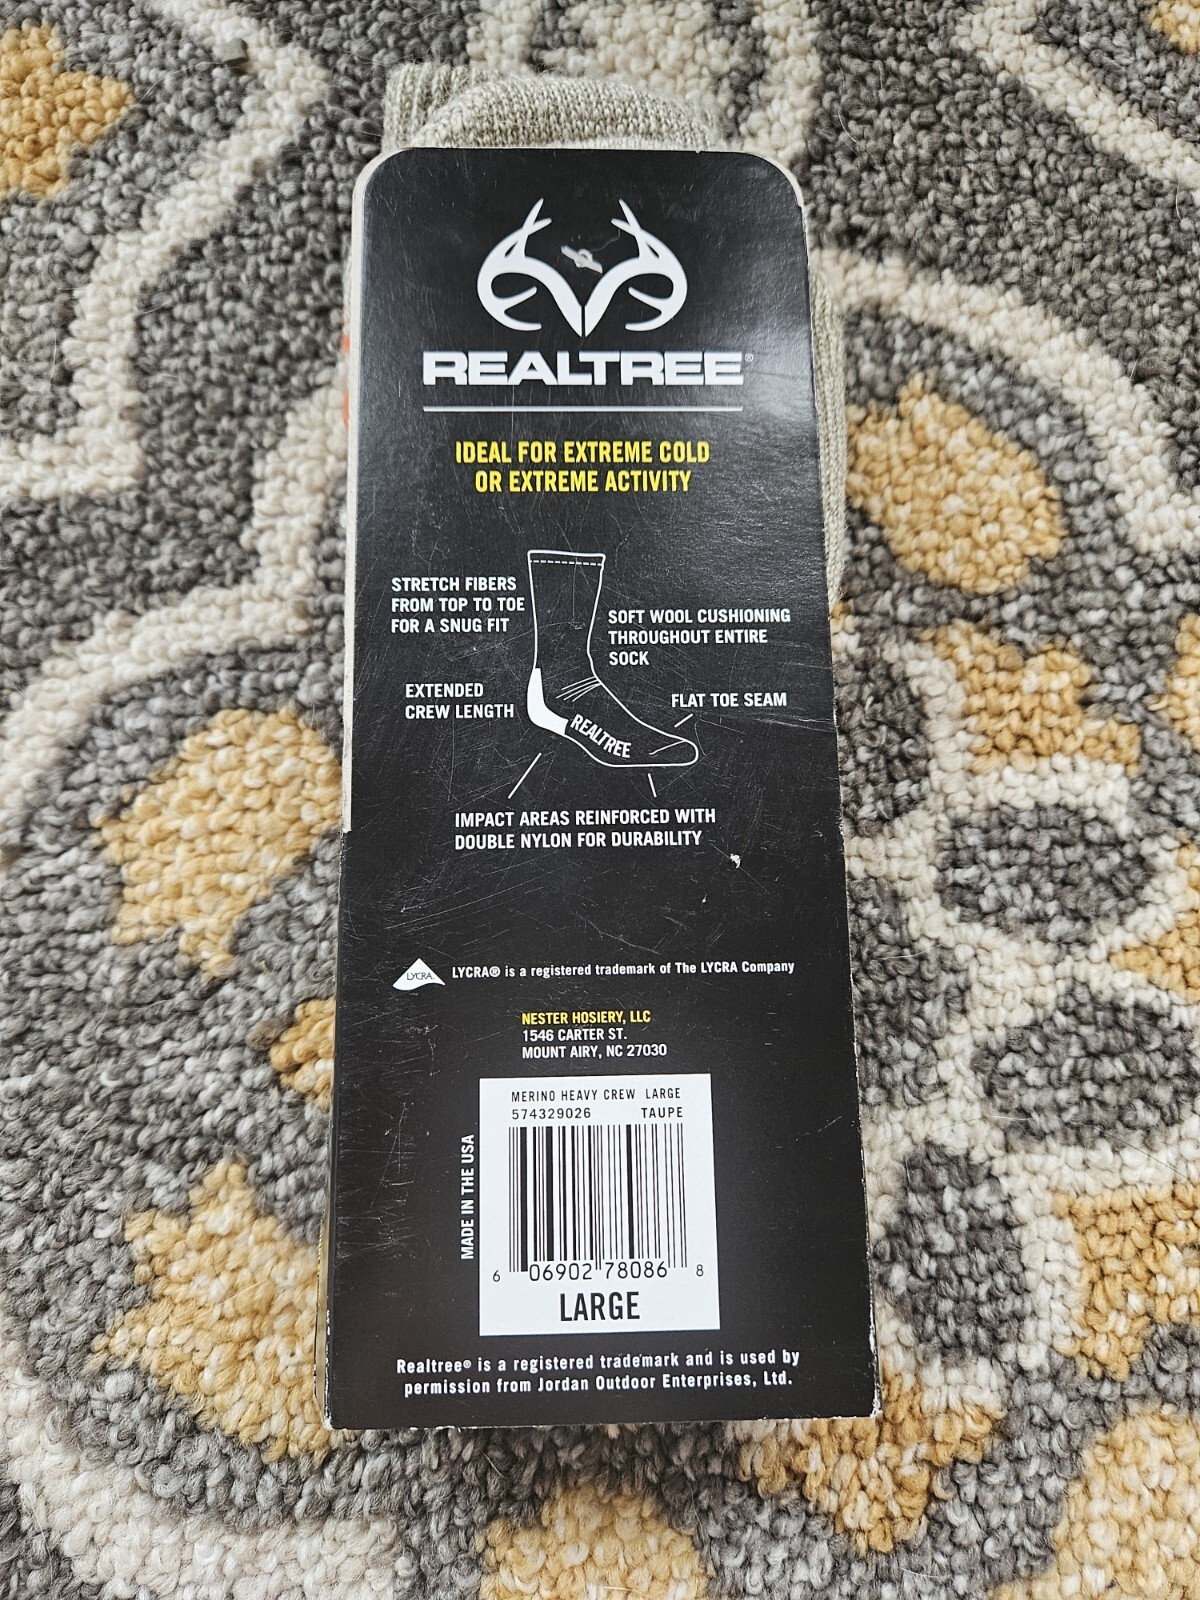 REALTREE®
IDEAL FOR EXTREME COLD
OR EXTREME ACTIVITY
STRETCH FIBERS
FROM TOP TO TOE
FOR A SNUG FIT
SOFT WOOL CUSHIONING
THROUGHOUT ENTIRE
SOCK
EXTENDED
CREW LENGTH
FLAT TOE SEAM
REALTREE
IMPACT AREAS REINFORCED WITH
DOUBLE NYLON FOR DURABILITY
LYCRA.
LYCRA® is a registered trademark of The LYCRA Company
NESTER HOSIERY, LLC
1546 CARTER ST.
MOUNT AIRY, NC 27030
MERINO HEAVY CREW LARGE
574329026 TAUPE
MADE IN THE USA
6 06902 78086 8
LARGE
Realtree® is a registered trademark and is used by
permission from Jordan Outdoor Enterprises, Ltd.